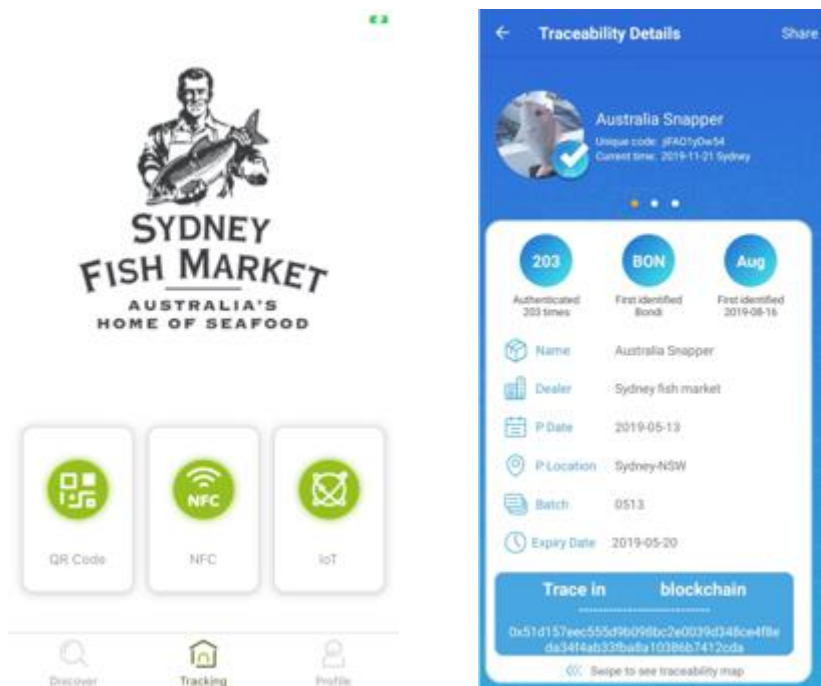 SYDNEY
FISH MARKET
AUSTRALIA'S
HOME OF SEAFOOD
QR Code
NFC
NFC
IoT
Discover
Tracking
Profile
Traceability Details
Share
Australia Snapper
Unique code:
Current time: 2019-11-21 Sydney
203
BON
Aug
Authenticated
203 times
First identified
Bondi
First identified
2019-08-16
Name
Australia Snapper
Dealer
Sydney fish market
P Date
2019-05-13
P Location
Sydney-NSW
Batch
0513
Expiry Date
2019-05-20
Trace in blockchain
Swipe to see traceability map